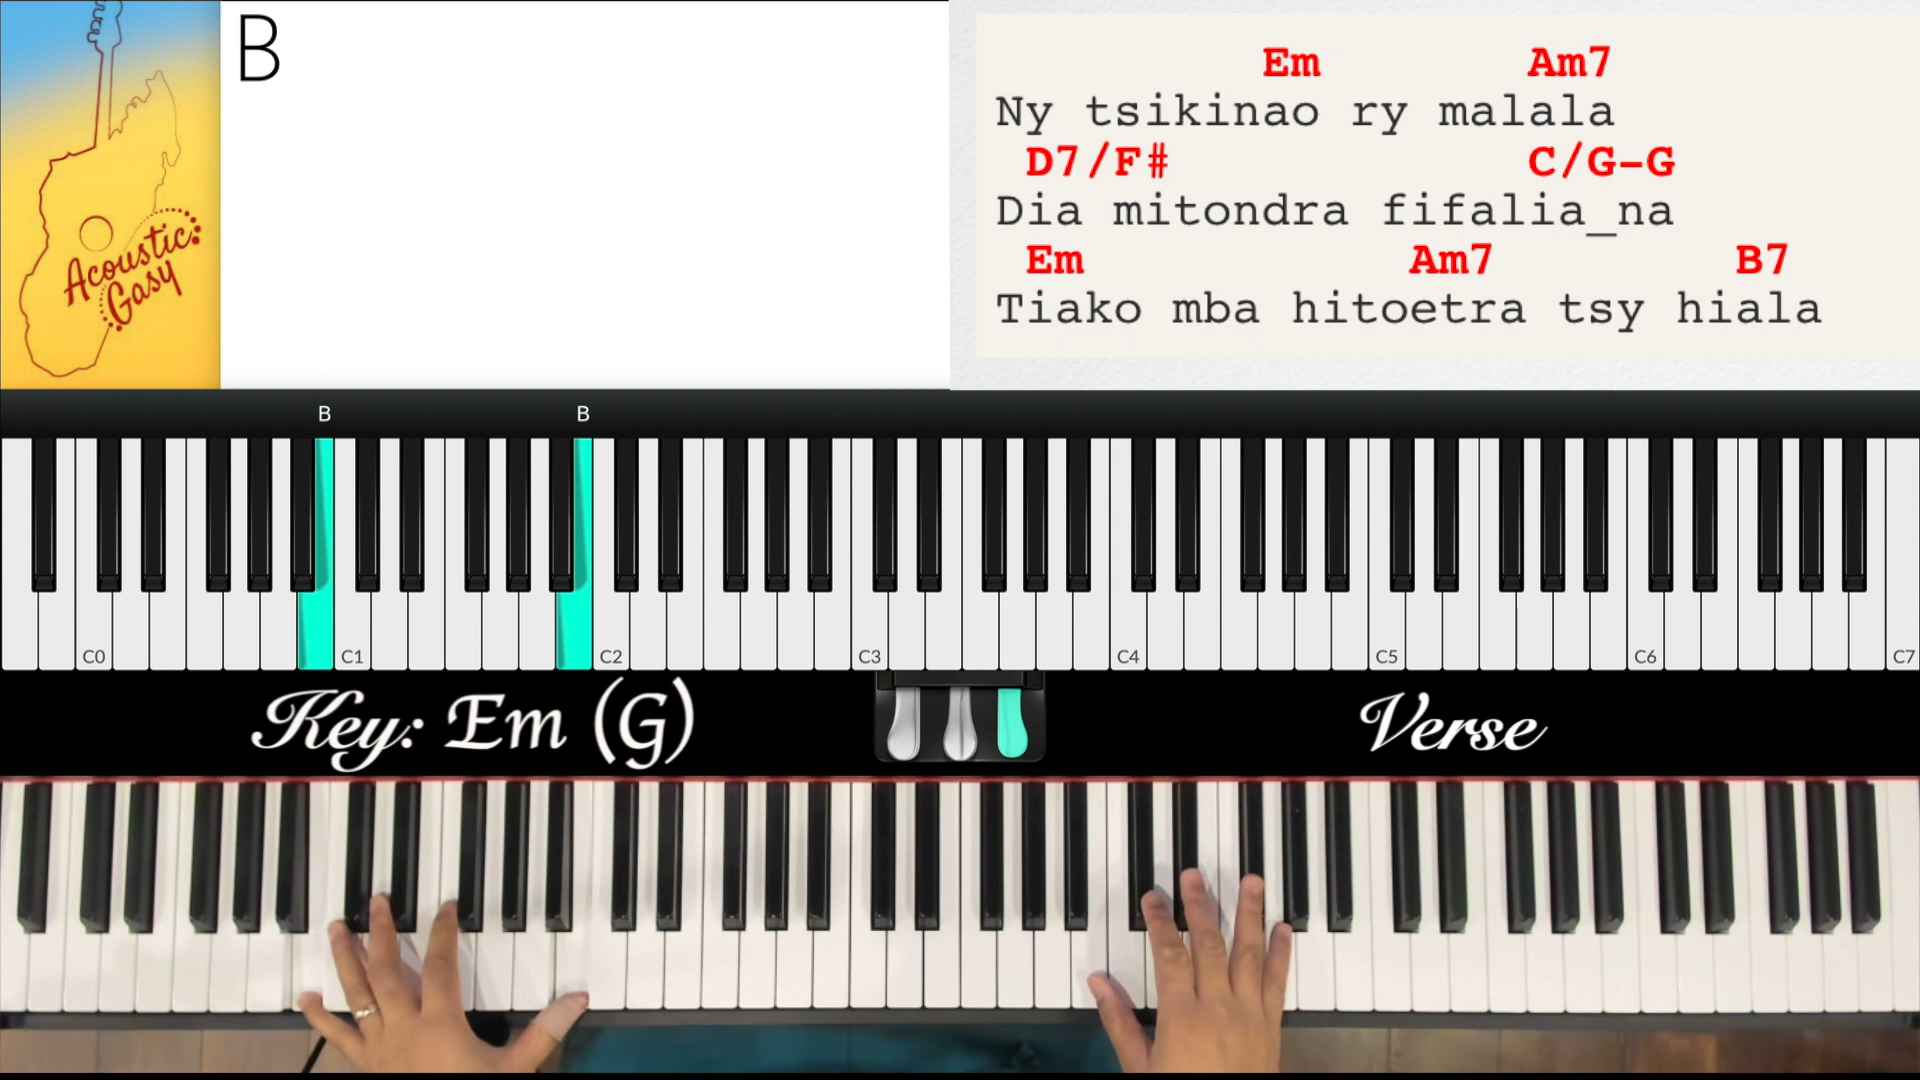 B
Acoustic
Gasy
Em Am7
Ny tsikinao ry malala
D7/F# C/G-G
Dia mitondra fifalia_na
Em Am7 B7
Tiako mba hitoetra tsy hiala
B B
C0 C1 C2 C3 C4 C5 C6 C7
Key: Em (G)
Verse